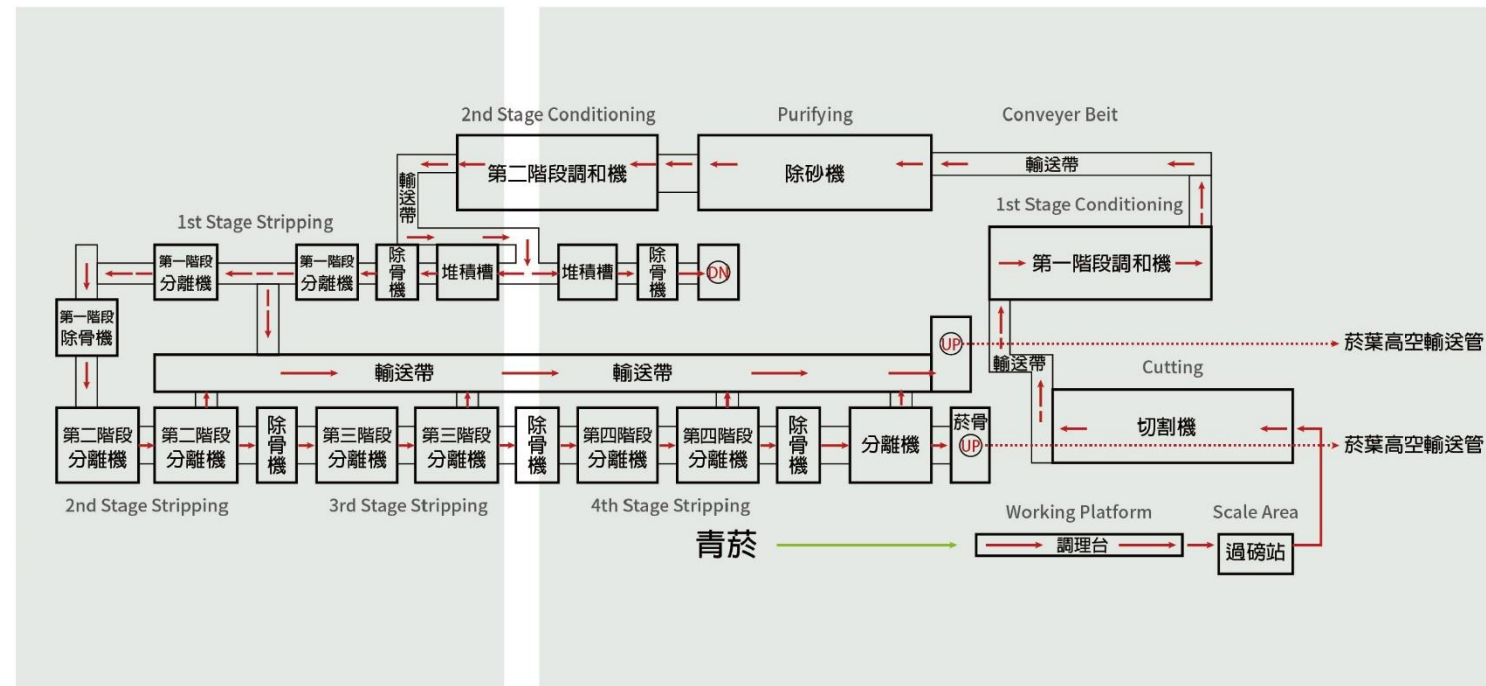 2nd Stage Conditioning
Purifying
Conveyer Beit
第二階段調和機
除砂機
輸送帶
輸送帶
1st Stage Stripping
1st Stage Conditioning
第一階段
分離機
第一階段
分離機
除骨機
堆積槽
堆積槽
除骨機
DN
第一階段調和機
第一階段
除骨機
UP
菸葉高空輸送管
輸送帶
輸送帶
輸送帶
Cutting
第二階段
分離機
第二階段
分離機
除骨機
第三階段
分離機
第三階段
分離機
除骨機
第四階段
分離機
第四階段
分離機
除骨機
分離機
菸骨
UP
切割機
菸葉高空輸送管
2nd Stage Stripping
3rd Stage Stripping
4th Stage Stripping
Working Platform
Scale Area
青菸
調理台
過磅站